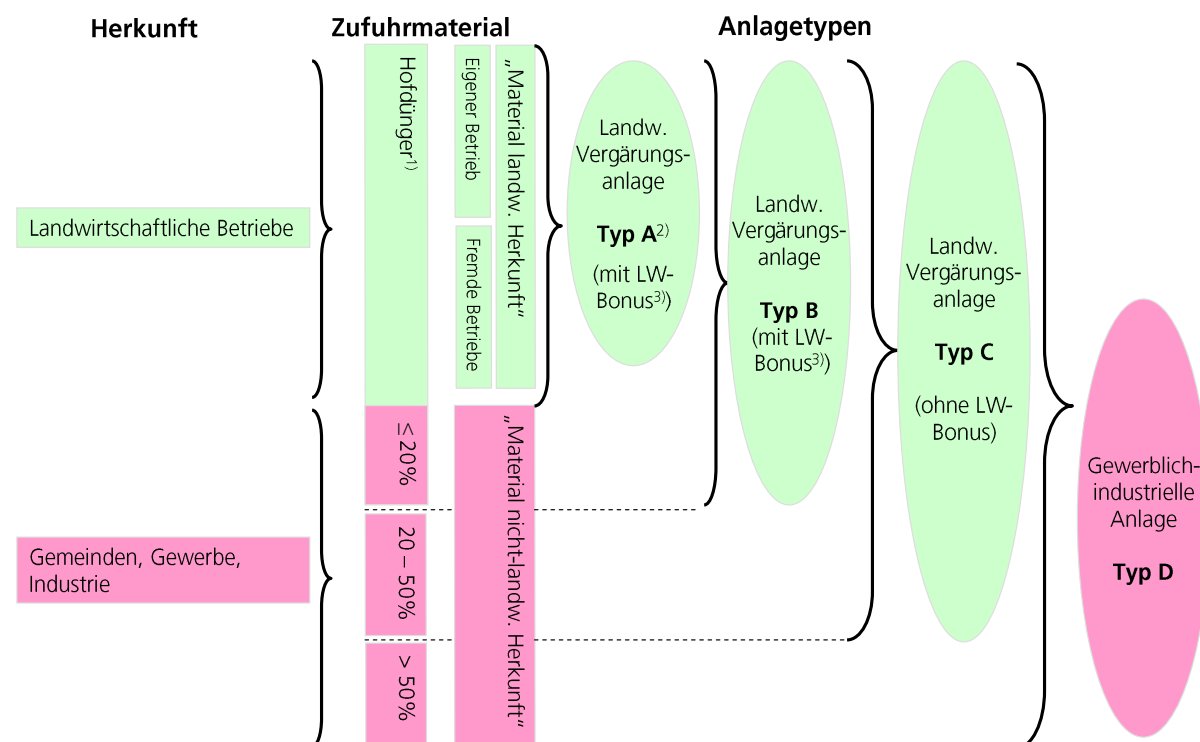 Herkunft
Zufuhrmaterial
Anlagetypen
Landwirtschaftliche Betriebe
Gemeinden, Gewerbe,
Industrie
Hofdünger1)
≤ 20%
20 – 50%
> 50%
Eigener Betrieb
Fremde Betriebe
„Material landw. Herkunft“
„Material nicht-landw. Herkunft“
Landw.
Vergärungs-
anlage
Typ A2)
(mit LW-
Bonus3))
Landw.
Vergärungs-
anlage
Typ B
(mit LW-
Bonus3))
Landw.
Vergärungs-
anlage
Typ C
(ohne LW-
Bonus)
Gewerblich-
industrielle
Anlage
Typ D